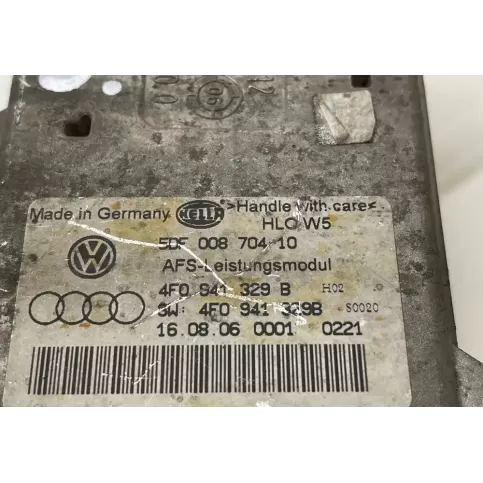 Made in Germany HELLA >Handle with care<
HLC W5
5DF 008 704 10
AFS-Leistungsmodul
4F0 941 329 B H02
SW: 4F0 941 329B S0020
16.08.06 0001 0221